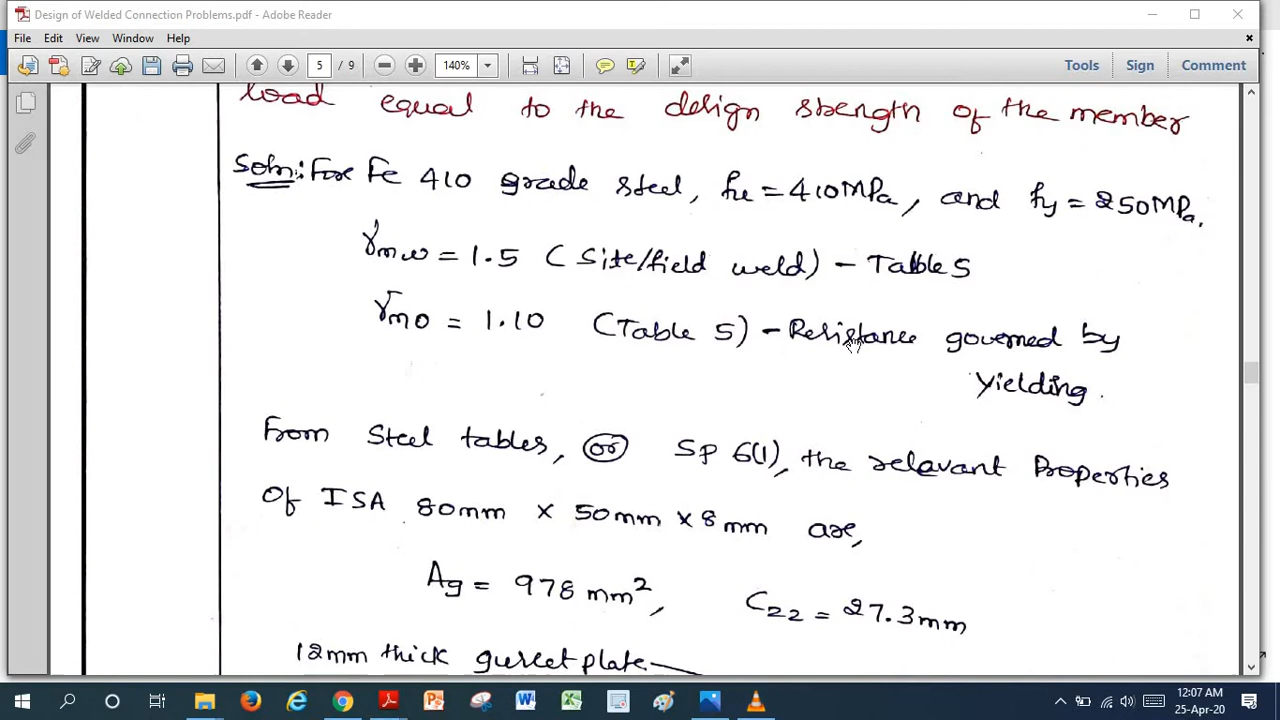 Design of Welded Connection Problems.pdf - Adobe Reader
File Edit View Window Help
5 / 9 140% Tools Sign Comment
load equal to the design strength of the member
Soln: For Fe 410 grade steel, fu = 410MPa, and fy = 250MPa.
γmw = 1.5 (Site/field weld) - Table 5
γm0 = 1.10 (Table 5) - Resistance governed by
Yielding.
From Steel tables, or SP 6(1), the relavant Properties
Of ISA 80mm x 50mm x 8mm are,
Ag = 978 mm², Czz = 27.3mm
12mm thick gusset plate
12:07 AM
25-Apr-20